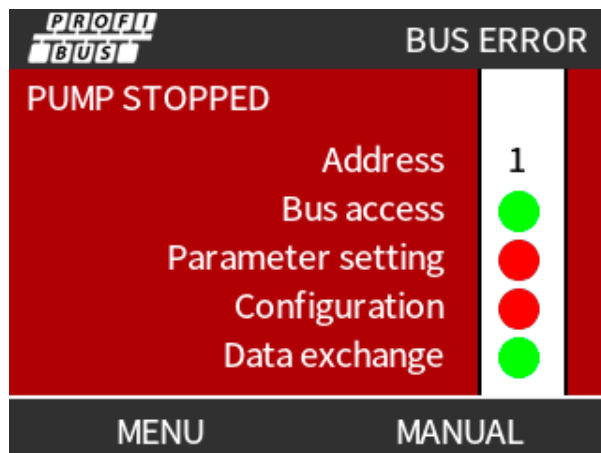 PROFI
BUS
BUS ERROR
PUMP STOPPED
Address 1
Bus access
Parameter setting
Configuration
Data exchange
MENU MANUAL